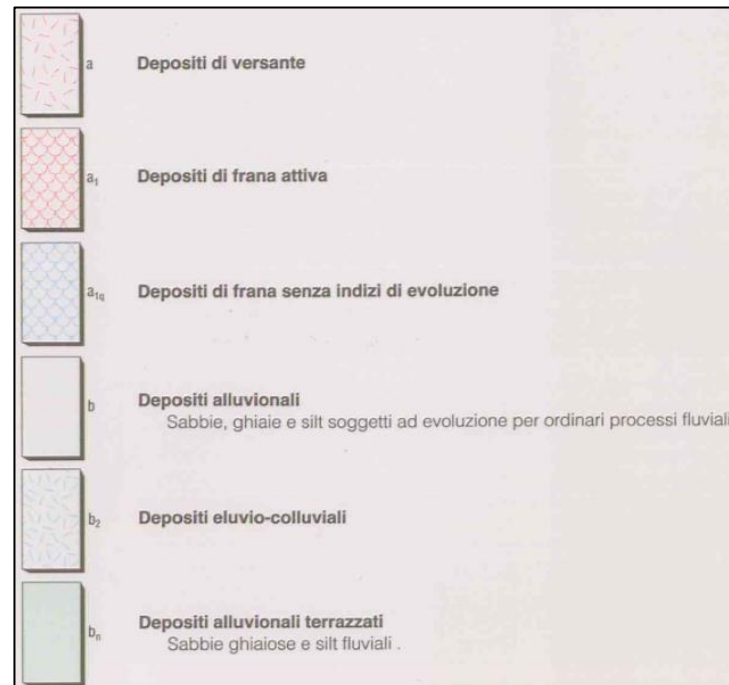 a Depositi di versante
a1 Depositi di frana attiva
a1q Depositi di frana senza indizi di evoluzione
b Depositi alluvionali
Sabbie, ghiaie e silt soggetti ad evoluzione per ordinari processi fluviali
b2 Depositi eluvio-colluviali
bn Depositi alluvionali terrazzati
Sabbie ghiaiose e silt fluviali .